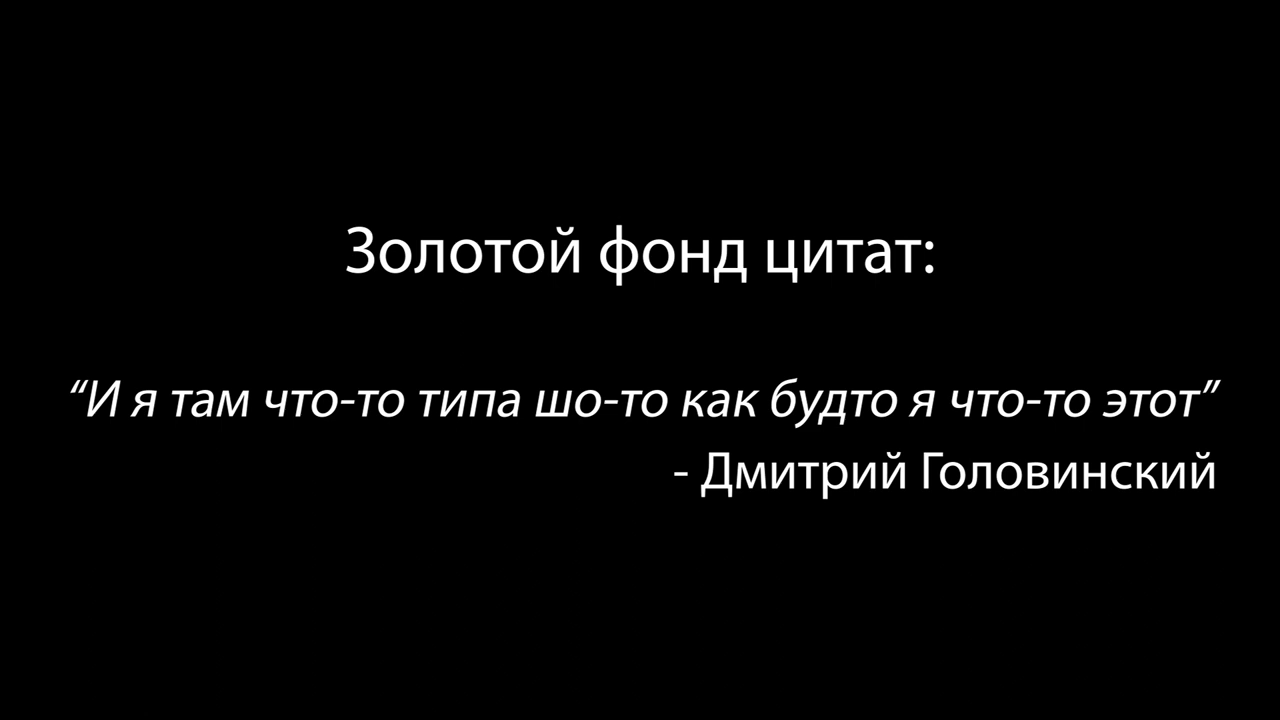 Золотой фонд цитат:
“И я там что-то типа шо-то как будто я что-то этот”
- Дмитрий Головинский